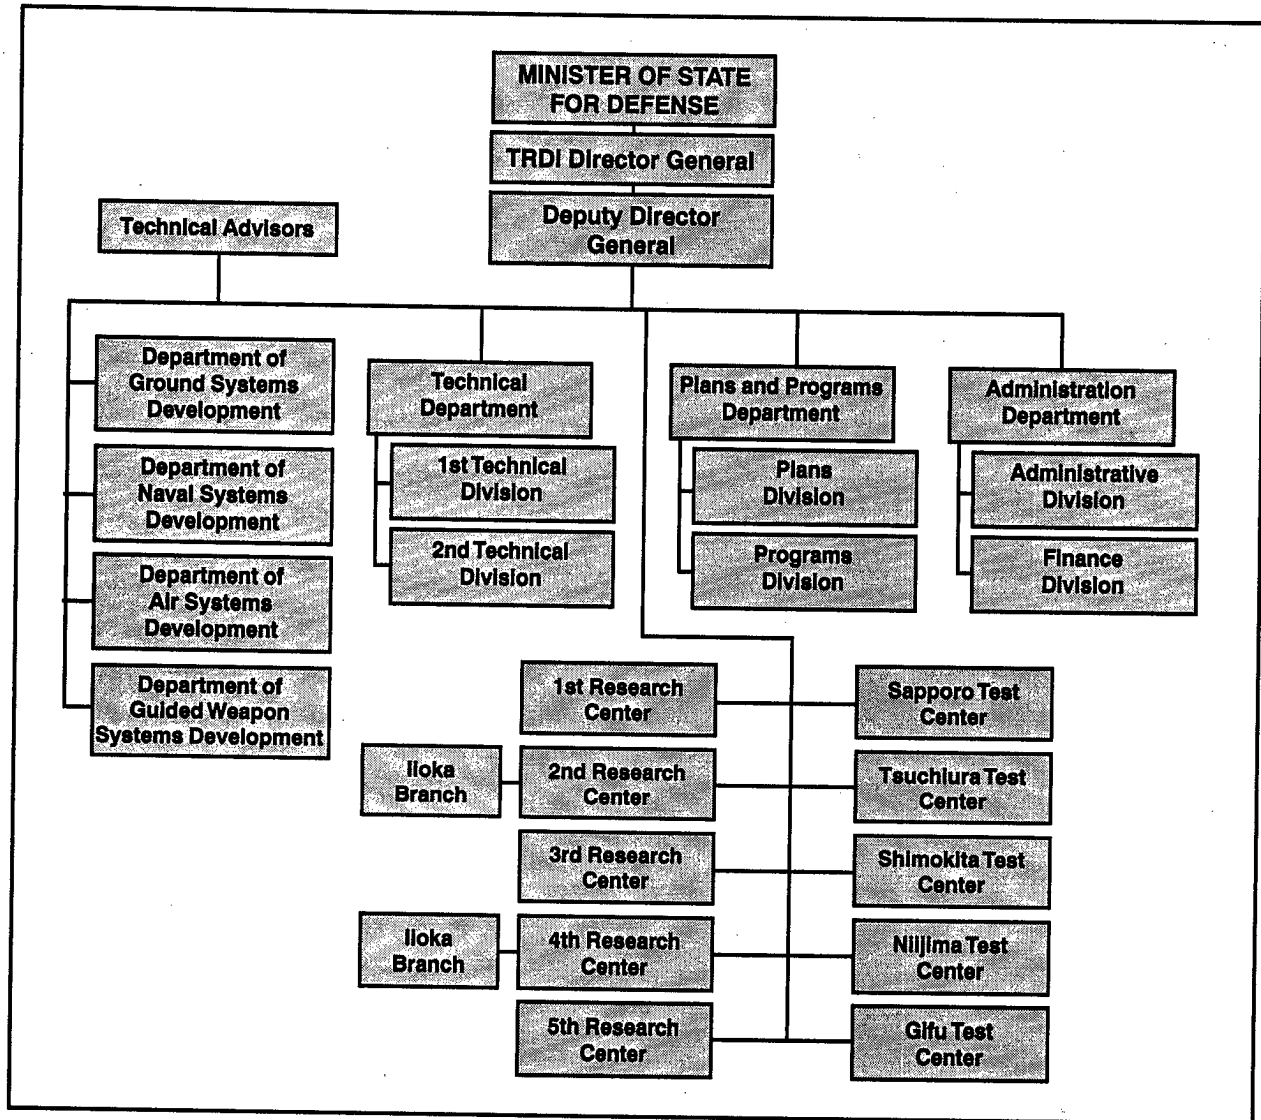 MINISTER OF STATE
FOR DEFENSE
TRDI Director General
Deputy Director
General
Technical Advisors
Department of
Ground Systems
Development
Department of
Naval Systems
Development
Department of
Air Systems
Development
Department of
Guided Weapon
Systems Development
Technical
Department
1st Technical
Division
2nd Technical
Division
Plans and Programs
Department
Plans
Division
Programs
Division
Administration
Department
Administrative
Division
Finance
Division
1st Research
Center
Sapporo Test
Center
Iioka
Branch
2nd Research
Center
Tsuchiura Test
Center
3rd Research
Center
Shimokita Test
Center
Iioka
Branch
4th Research
Center
Niijima Test
Center
5th Research
Center
Gifu Test
Center